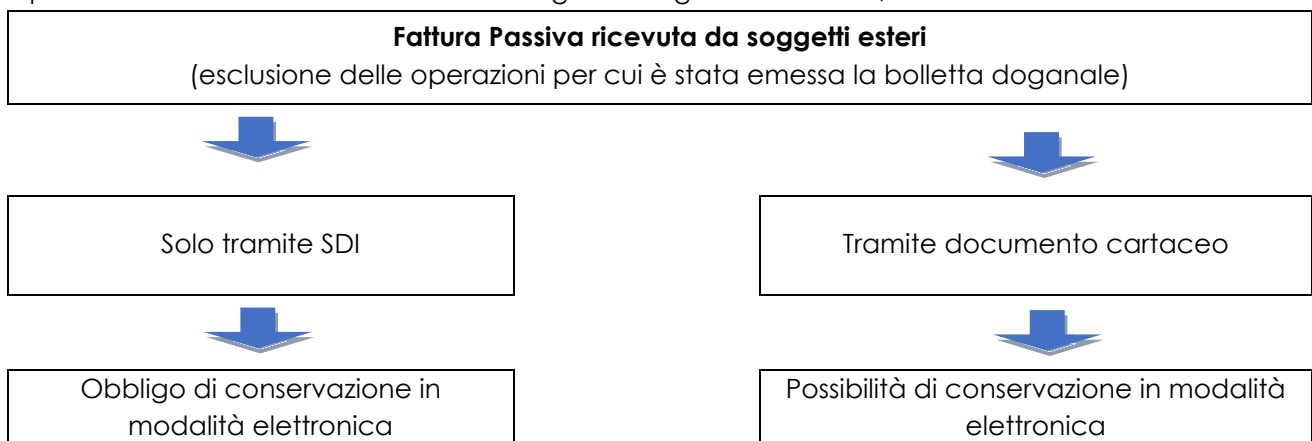 Fattura Passiva ricevuta da soggetti esteri
(esclusione delle operazioni per cui è stata emessa la bolletta doganale)
Solo tramite SDI
Tramite documento cartaceo
Obbligo di conservazione in
modalità elettronica
Possibilità di conservazione in modalità
elettronica